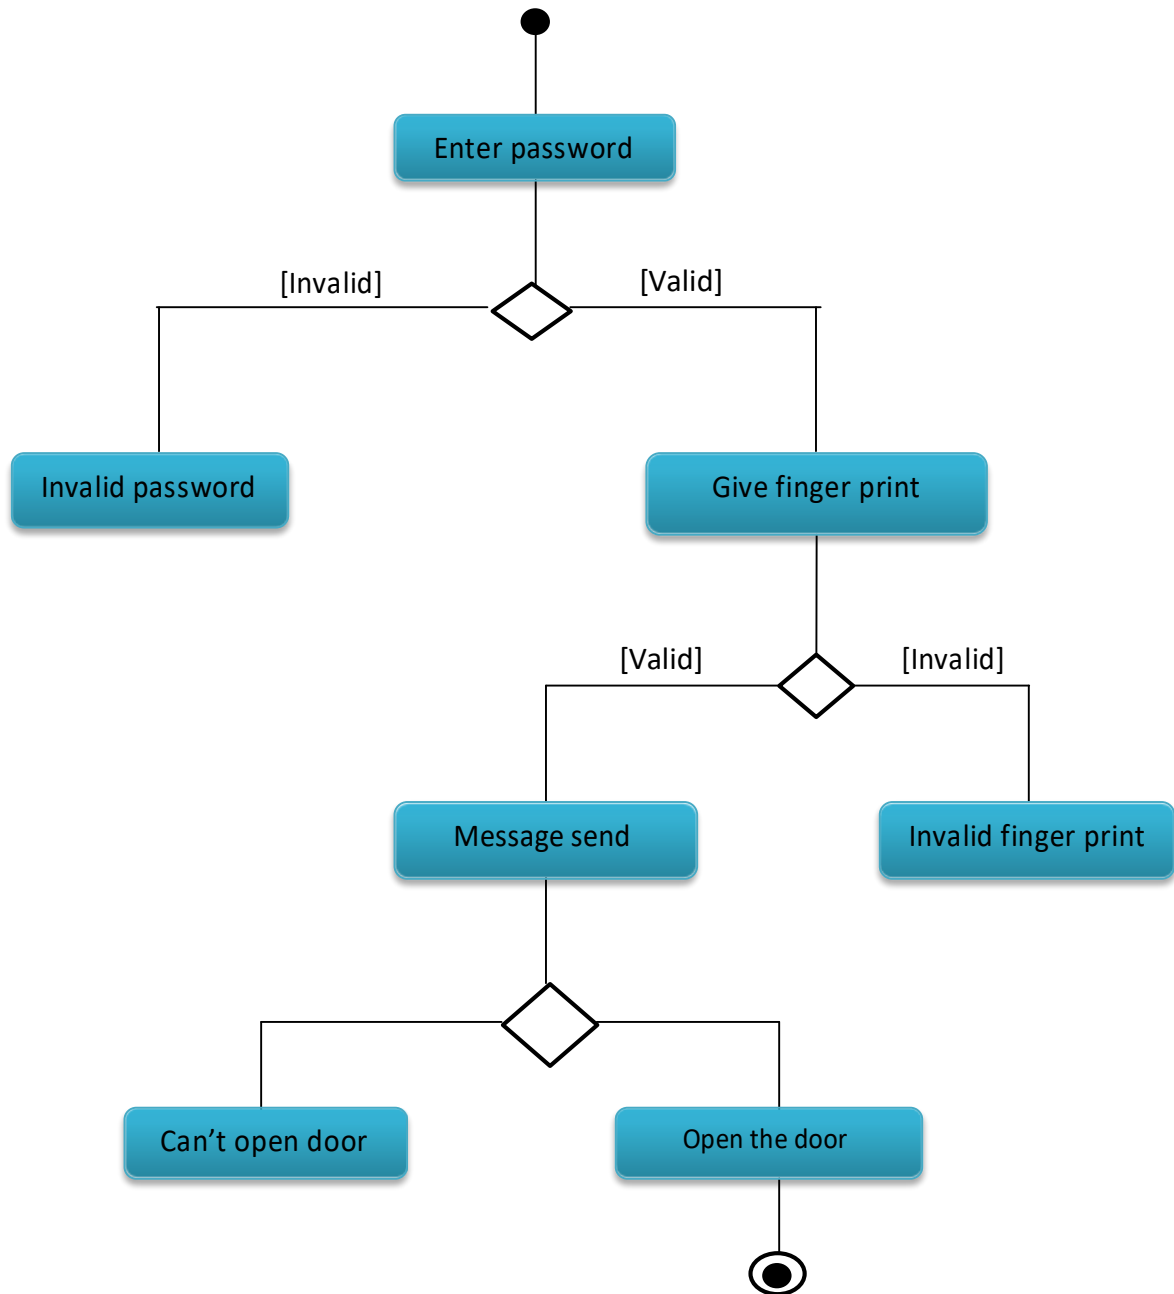 Enter password
[Invalid]
[Valid]
Invalid password
Give finger print
[Valid]
[Invalid]
Message send
Invalid finger print
Can’t open door
Open the door